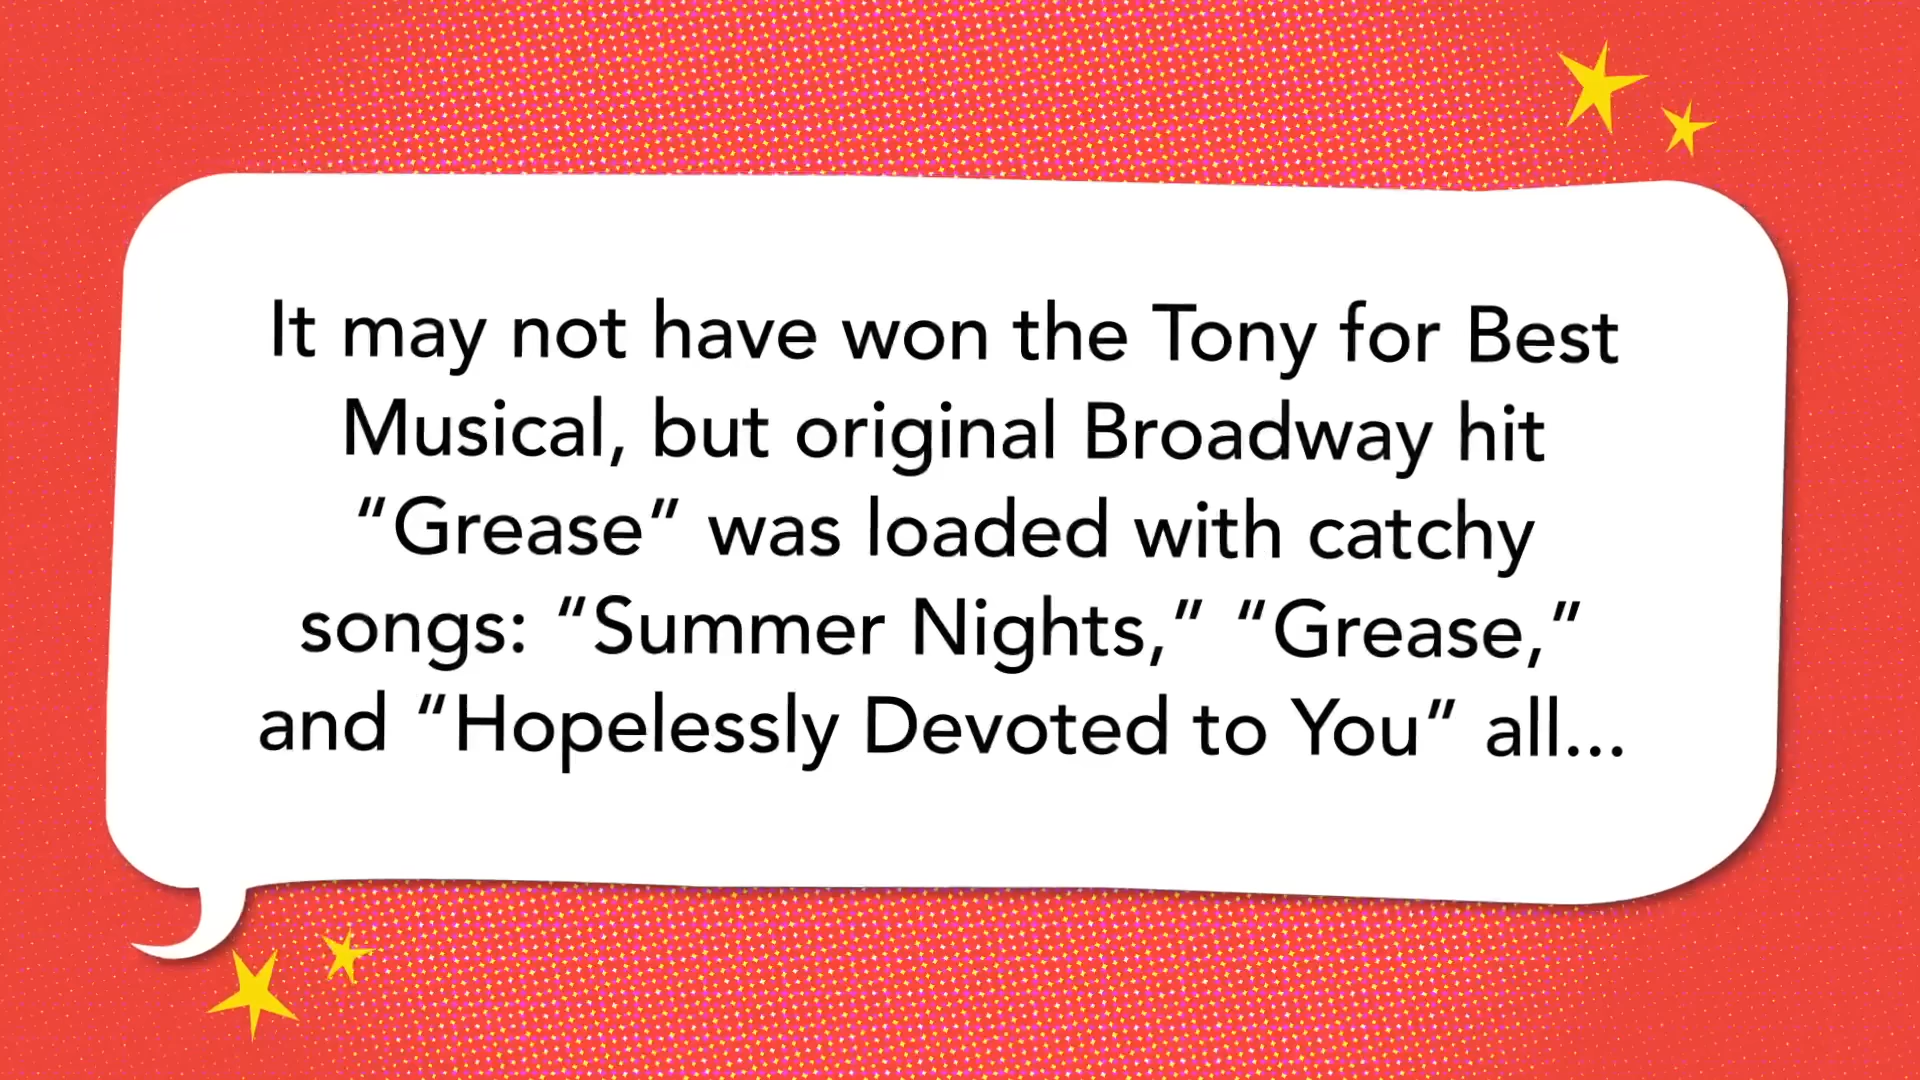 It may not have won the Tony for Best
Musical, but original Broadway hit
“Grease” was loaded with catchy
songs: “Summer Nights,” “Grease,”
and “Hopelessly Devoted to You” all...